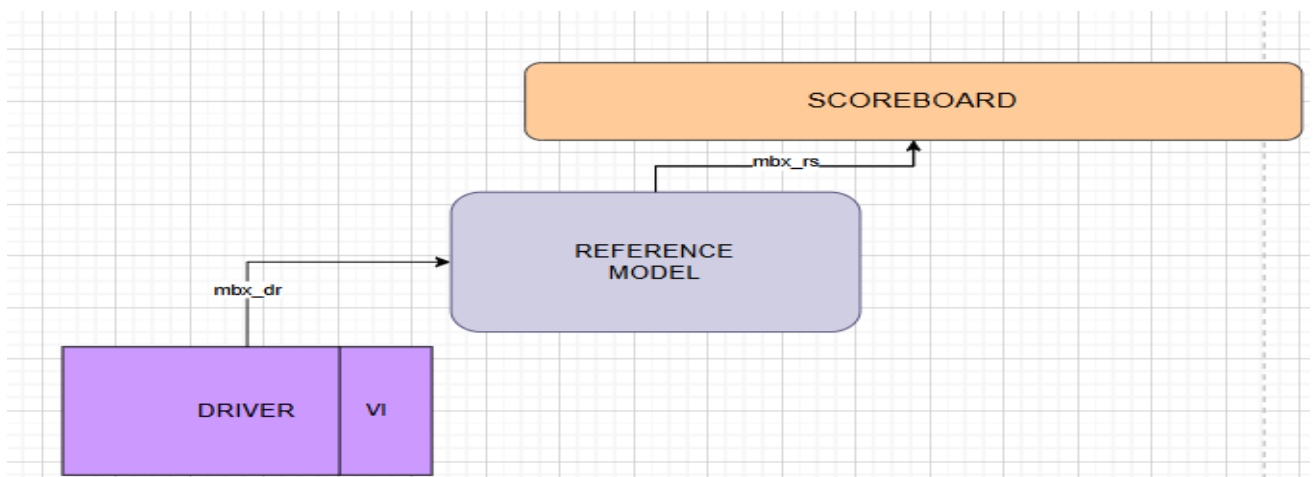 SCOREBOARD
mbx_rs
REFERENCE
MODEL
mbx_dr
DRIVER
VI